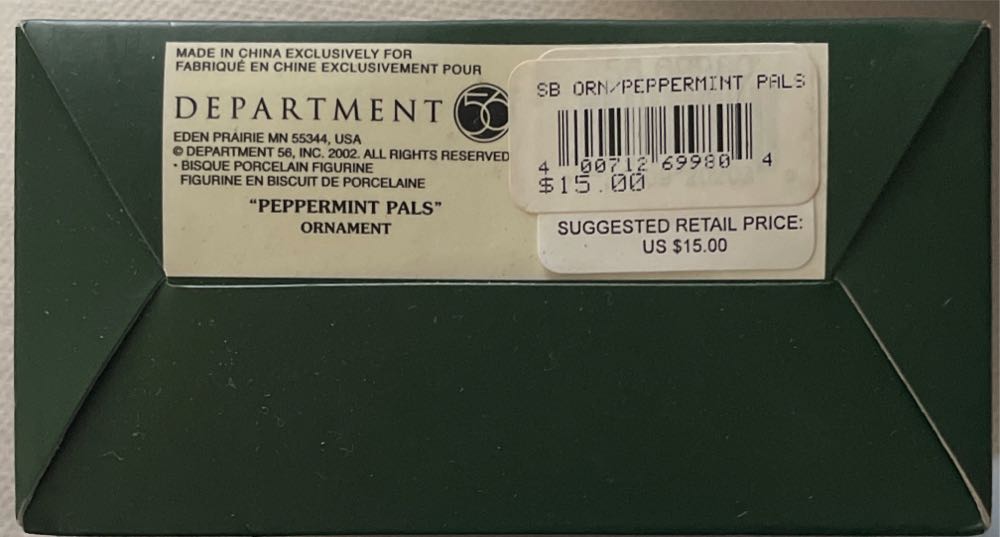 MADE IN CHINA EXCLUSIVELY FOR
FABRIQUÉ EN CHINE EXCLUSIVEMENT POUR
DEPARTMENT 56
EDEN PRAIRIE MN 55344, USA
© DEPARTMENT 56, INC. 2002. ALL RIGHTS RESERVED
• BISQUE PORCELAIN FIGURINE
FIGURINE EN BISCUIT DE PORCELAINE
“PEPPERMINT PALS”
ORNAMENT
SB ORN/PEPPERMINT PALS
4 00712 69980 4
$15.00
SUGGESTED RETAIL PRICE:
US $15.00